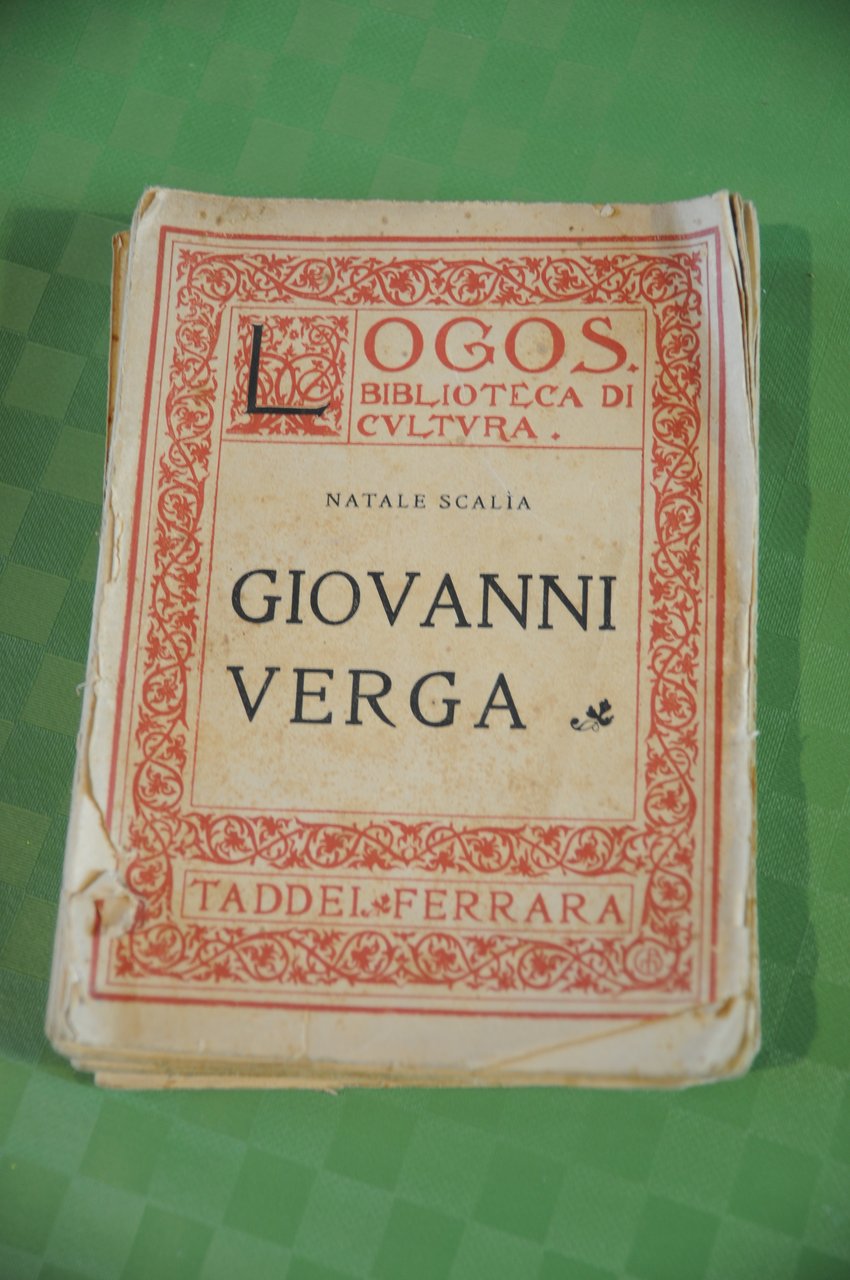 LOGOS.
BIBLIOTECA DI
CVLTVRA.
NATALE SCALÌA
GIOVANNI
VERGA
TADDEI FERRARA